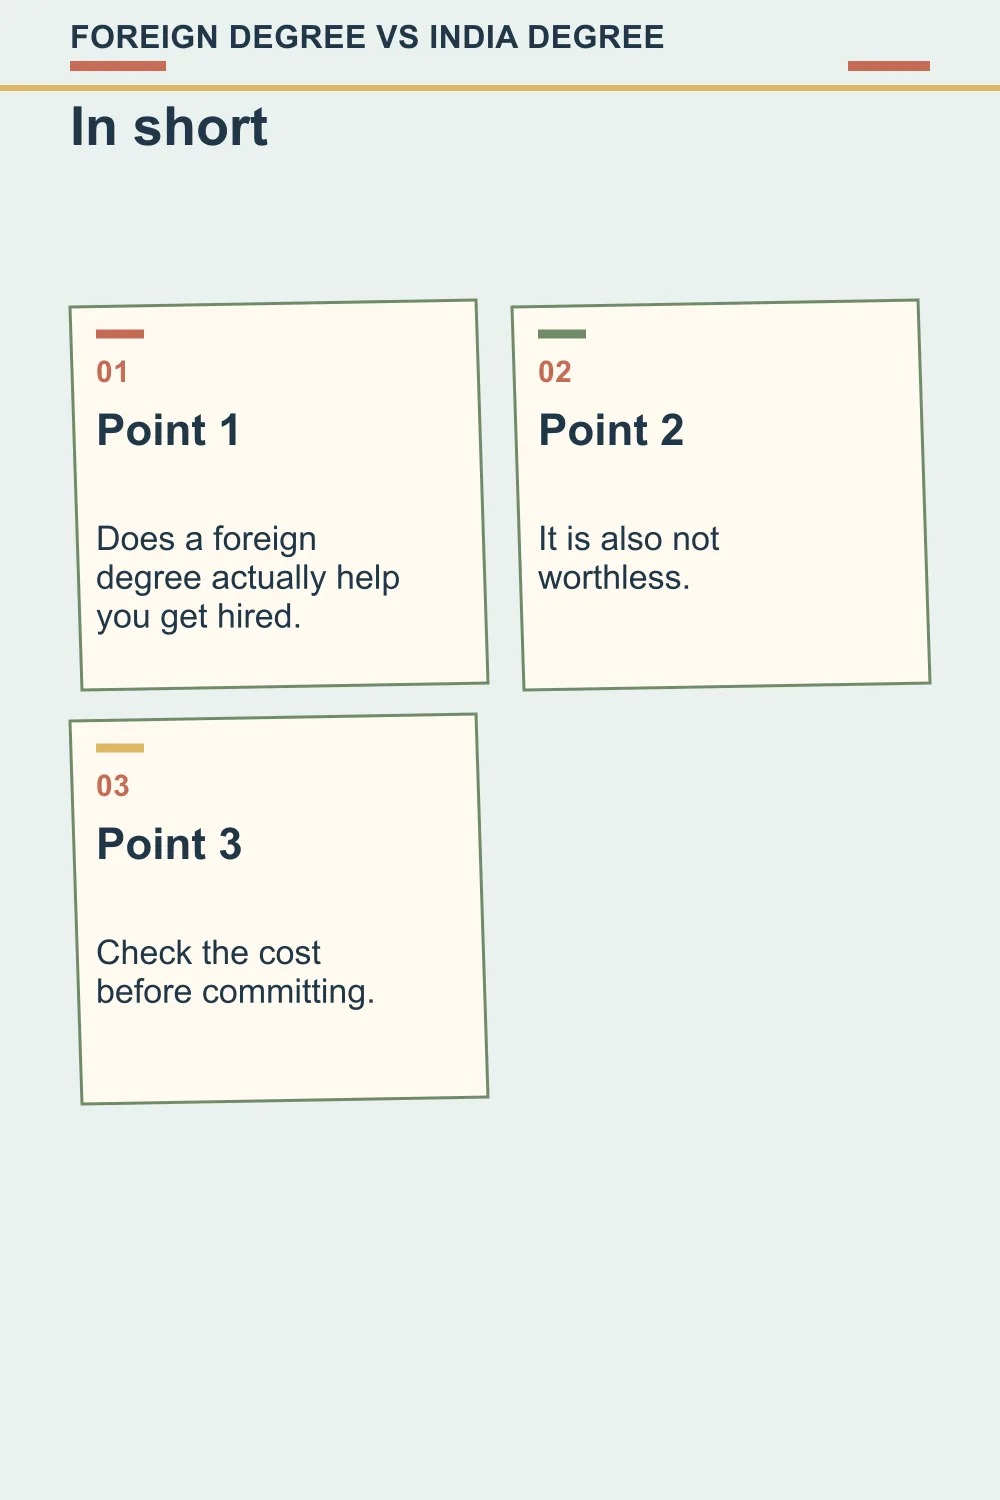 FOREIGN DEGREE VS INDIA DEGREE
In short
01
Point 1
Does a foreign
degree actually help
you get hired.
02
Point 2
It is also not
worthless.
03
Point 3
Check the cost
before committing.